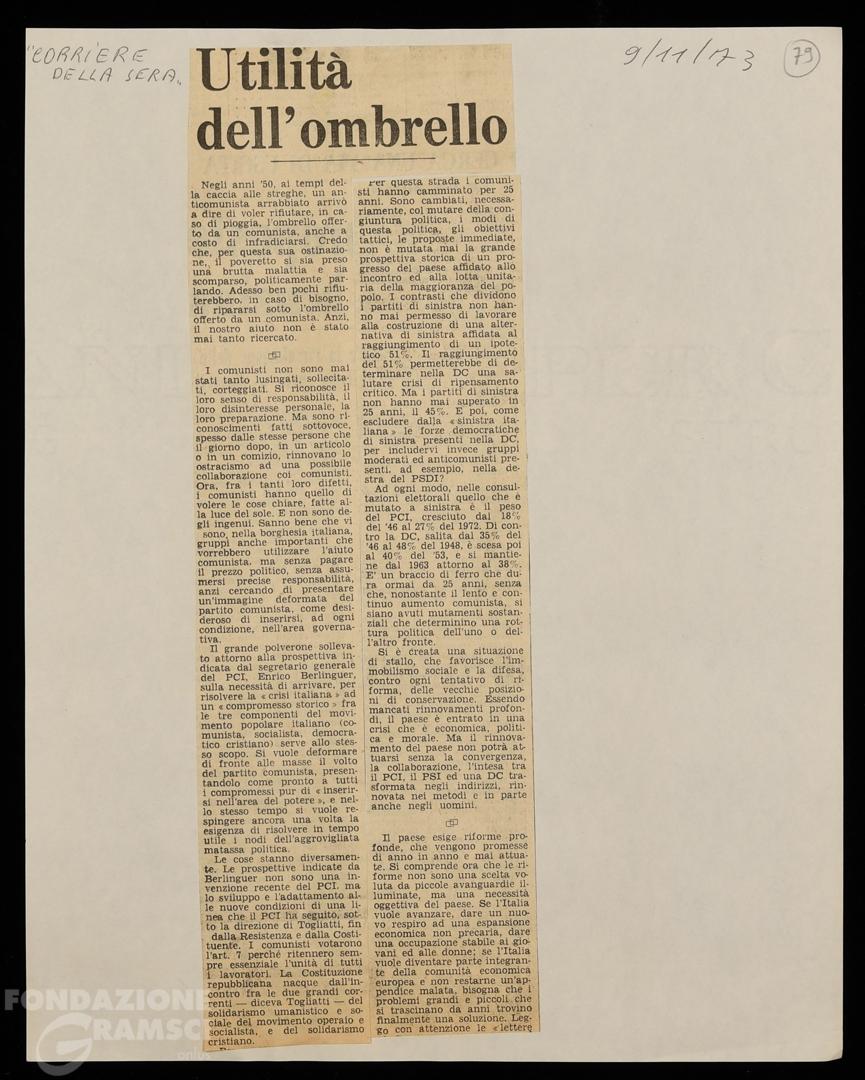 "CORRIERE
DELLA SERA"
9/11/73
79
Utilità
dell'ombrello
Negli anni '50, ai tempi del-
la caccia alle streghe, un an-
ticomunista arrabbiato arrivò
a dire di voler rifiutare, in ca-
so di pioggia, l'ombrello offer-
to da un comunista, anche a
costo di infradiciarsi. Credo
che, per questa sua ostinazio-
ne, il poveretto si sia preso
una brutta malattia e sia
scomparso, politicamente par-
lando. Adesso ben pochi rifiu-
terebbero, in caso di bisogno,
di ripararsi sotto l'ombrello
offerto da un comunista. Anzi,
il nostro aiuto non è stato
mai tanto ricercato.
I comunisti non sono mai
stati tanto lusingati, sollecita-
ti, corteggiati. Si riconosce il
loro senso di responsabilità, il
loro disinteresse personale, la
loro preparazione. Ma sono ri-
conoscimenti fatti sottovoce,
spesso dalle stesse persone che
il giorno dopo, in un articolo
o in un comizio, rinnovano lo
ostracismo ad una possibile
collaborazione coi comunisti.
Ora, fra i tanti loro difetti,
i comunisti hanno quello di
volere le cose chiare, fatte al-
la luce del sole. E non sono de-
gli ingenui. Sanno bene che vi
sono, nella borghesia italiana,
gruppi anche importanti che
vorrebbero utilizzare l'aiuto
comunista, ma senza pagare
il prezzo politico, senza assu-
mersi precise responsabilità,
anzi cercando di presentare
un'immagine deformata del
partito comunista, come desi-
deroso di inserirsi, ad ogni
condizione, nell'area governa-
tiva.
Il grande polverone solleva-
to attorno alla prospettiva in-
dicata dal segretario generale
del PCI, Enrico Berlinguer,
sulla necessità di arrivare, per
risolvere la « crisi italiana » ad
un « compromesso storico » fra
le tre componenti del movi-
mento popolare italiano (co-
munista, socialista, democra-
tico cristiano) serve allo stes-
so scopo. Si vuole deformare
di fronte alle masse il volto
del partito comunista, presen-
tandolo come pronto a tutti
i compromessi pur di « inserir-
si nell'area del potere », e nel-
lo stesso tempo si vuole re-
spingere ancora una volta la
esigenza di risolvere in tempo
utile i nodi dell'aggrovigliata
matassa politica.
Le cose stanno diversamen-
te. Le prospettive indicate da
Berlinguer non sono una in-
venzione recente del PCI, ma
lo sviluppo e l'adattamento al-
le nuove condizioni di una li-
nea che il PCI ha seguito, sot-
to la direzione di Togliatti, fin
dalla Resistenza e dalla Costi-
tuente. I comunisti votarono
l'art. 7 perché ritennero sem-
pre essenziale l'unità di tutti
i lavoratori. La Costituzione
repubblicana nacque dall'in-
contro fra le due grandi cor-
renti — diceva Togliatti — del
solidarismo umanistico e so-
ciale del movimento operaio e
socialista, e del solidarismo
cristiano.
Per questa strada i comuni-
sti hanno camminato per 25
anni. Sono cambiati, necessa-
riamente, col mutare della con-
giuntura politica, i modi di
questa politica, gli obiettivi
tattici, le proposte immediate,
non è mutata mai la grande
prospettiva storica di un pro-
gresso del paese affidato allo
incontro ed alla lotta unita-
ria della maggioranza del po-
polo. I contrasti che dividono
i partiti di sinistra non han-
no mai permesso di lavorare
alla costruzione di una alter-
nativa di sinistra affidata al
raggiungimento di un ipote-
tico 51%. Il raggiungimento
del 51% permetterebbe di de-
terminare nella DC una sa-
lutare crisi di ripensamento
critico. Ma i partiti di sinistra
non hanno mai superato in
25 anni, il 45%. E poi, come
escludere dalla « sinistra ita-
liana » le forze democratiche
di sinistra presenti nella DC,
per includervi invece gruppi
moderati ed anticomunisti pre-
senti, ad esempio, nella de-
stra del PSDI?
Ad ogni modo, nelle consul-
tazioni elettorali quello che è
mutato a sinistra è il peso
del PCI, cresciuto dal 18%
del '46 al 27% del 1972. Di con-
tro la DC, salita dal 35% del
'46 al 48% del 1948, è scesa poi
al 40% del '53, e si mantie-
ne dal 1963 attorno al 38%.
E' un braccio di ferro che du-
ra ormai da 25 anni, senza
che, nonostante il lento e con-
tinuo aumento comunista, si
siano avuti mutamenti sostan-
ziali che determinino una rot-
tura politica dell'uno o del-
l'altro fronte.
Si è creata una situazione
di stallo, che favorisce l'im-
mobilismo sociale e la difesa,
contro ogni tentativo di ri-
forma, delle vecchie posizio-
ni di conservazione. Essendo
mancati rinnovamenti profon-
di, il paese è entrato in una
crisi che è economica, politi-
ca e morale. Ma il rinnova-
mento del paese non potrà at-
tuarsi senza la convergenza,
la collaborazione, l'intesa tra
il PCI, il PSI ed una DC tra-
sformata negli indirizzi, rin-
novata nei metodi e in parte
anche negli uomini.
Il paese esige riforme pro-
fonde, che vengono promesse
di anno in anno e mai attua-
te. Si comprende ora che le ri-
forme non sono una scelta vo-
luta da piccole avanguardie il-
luminate, ma una necessità
oggettiva del paese. Se l'Italia
vuole avanzare, dare un nuo-
vo respiro ad una espansione
economica non precaria, dare
una occupazione stabile ai gio-
vani ed alle donne; se l'Italia
vuole diventare parte integran-
te della comunità economica
europea e non restarne un'ap-
pendice malata, bisogna che i
problemi grandi e piccoli che
si trascinano da anni trovino
finalmente una soluzione. Leg-
go con attenzione le « lettere
FONDAZIONE
GRAMSCI
onlus